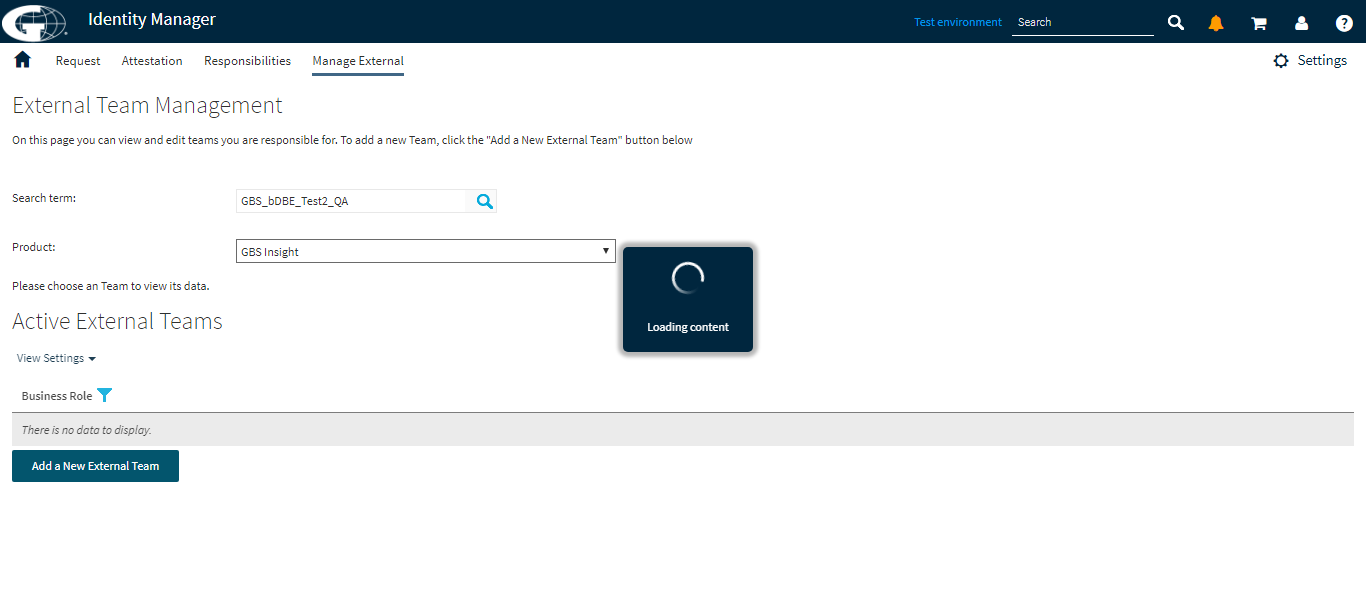 Identity Manager
Test environment
Search
Request
Attestation
Responsibilities
Manage External
Settings
External Team Management
On this page you can view and edit teams you are responsible for. To add a new Team, click the "Add a New External Team" button below
Search term:
GBS_bDBE_Test2_QA
Product:
GBS Insight
Loading content
Please choose an Team to view its data.
Active External Teams
View Settings
Business Role
There is no data to display.
Add a New External Team